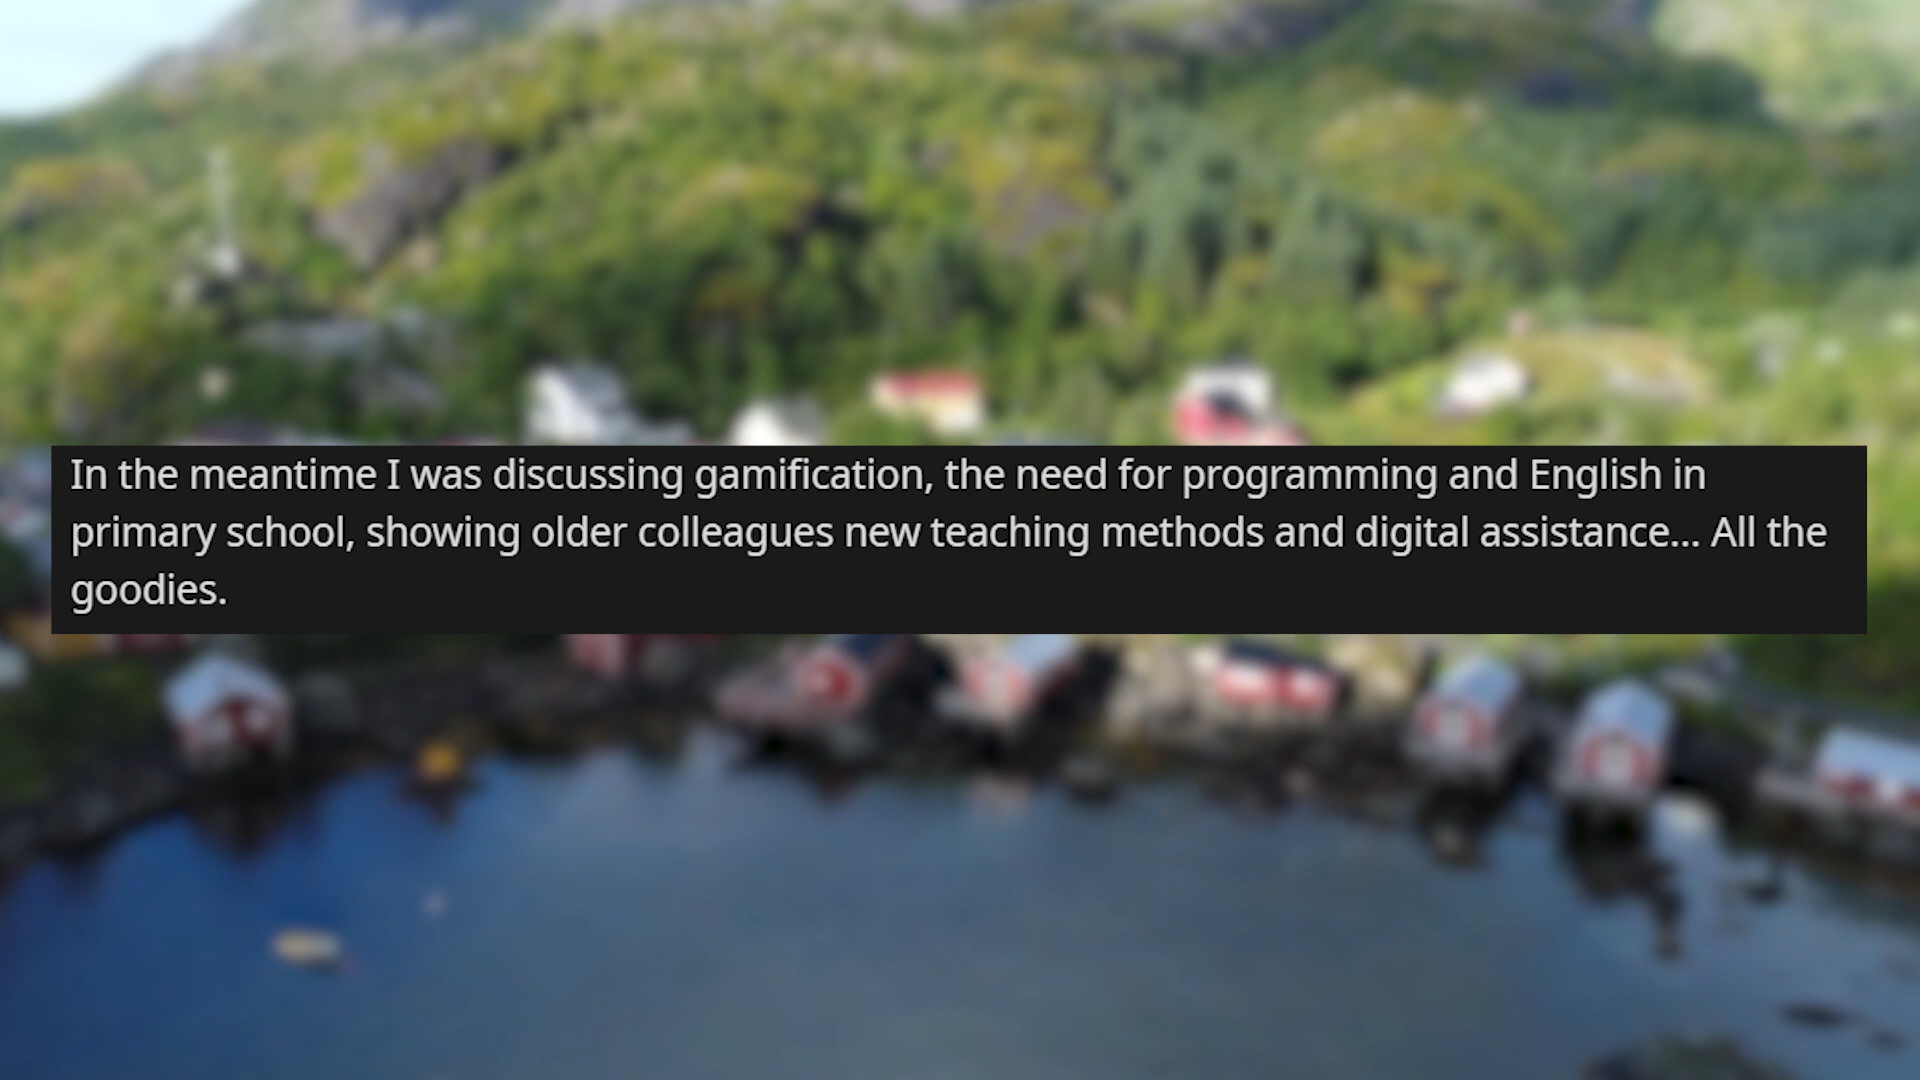 In the meantime I was discussing gamification, the need for programming and English in
primary school, showing older colleagues new teaching methods and digital assistance... All the
goodies.